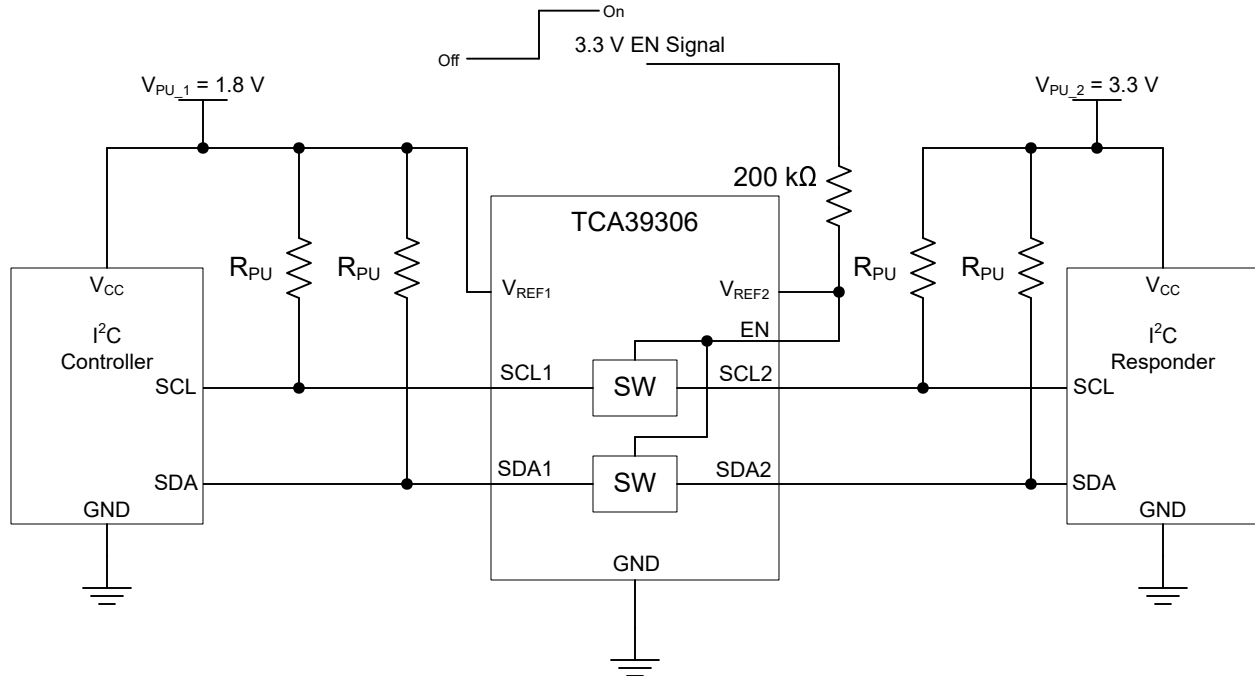 On
Off
3.3 V EN Signal
V_PU_1 = 1.8 V
V_PU_2 = 3.3 V
200 kΩ
TCA39306
R_PU
R_PU
R_PU
R_PU
V_CC
V_REF1
V_REF2
V_CC
I²C
Controller
EN
I²C
Responder
SCL
SCL1
SW
SCL2
SCL
SDA
SDA1
SW
SDA2
SDA
GND
GND
GND